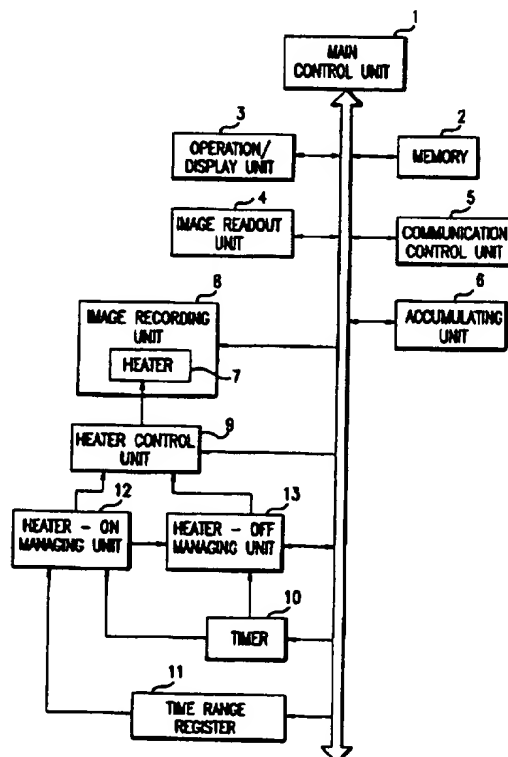 1
MAIN
CONTROL UNIT
3
OPERATION/
DISPLAY UNIT
2
MEMORY
4
IMAGE READOUT
UNIT
5
COMMUNICATION
CONTROL UNIT
8
IMAGE RECORDING
UNIT
HEATER
7
6
ACCUMULATING
UNIT
9
HEATER CONTROL
UNIT
12
HEATER - ON
MANAGING UNIT
13
HEATER - OFF
MANAGING UNIT
10
TIMER
11
TIME RANGE
REGISTER